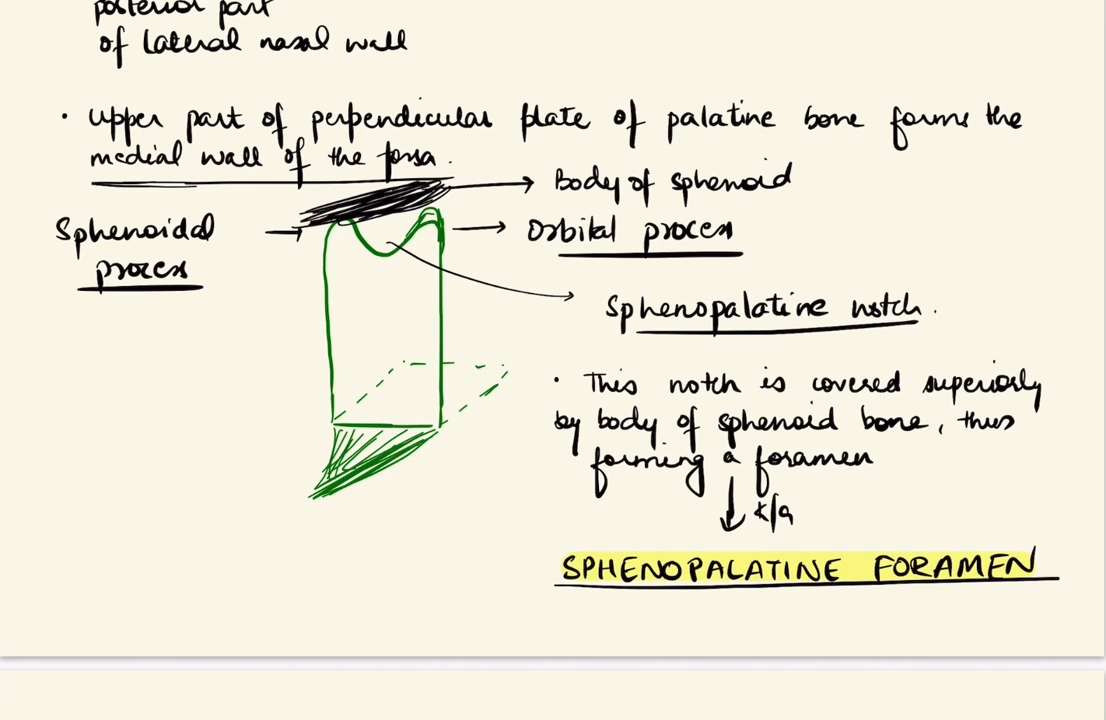 posterior part
of lateral nasal wall
• upper part of perpendicular plate of palatine bone forms the
medial wall of the fossa.
Body of sphenoid
Sphenoidal
process
Orbital process
Sphenopalatine notch.
• This notch is covered superiorly
by body of sphenoid bone, thus
forming a foramen
k/a
SPHENOPALATINE FORAMEN